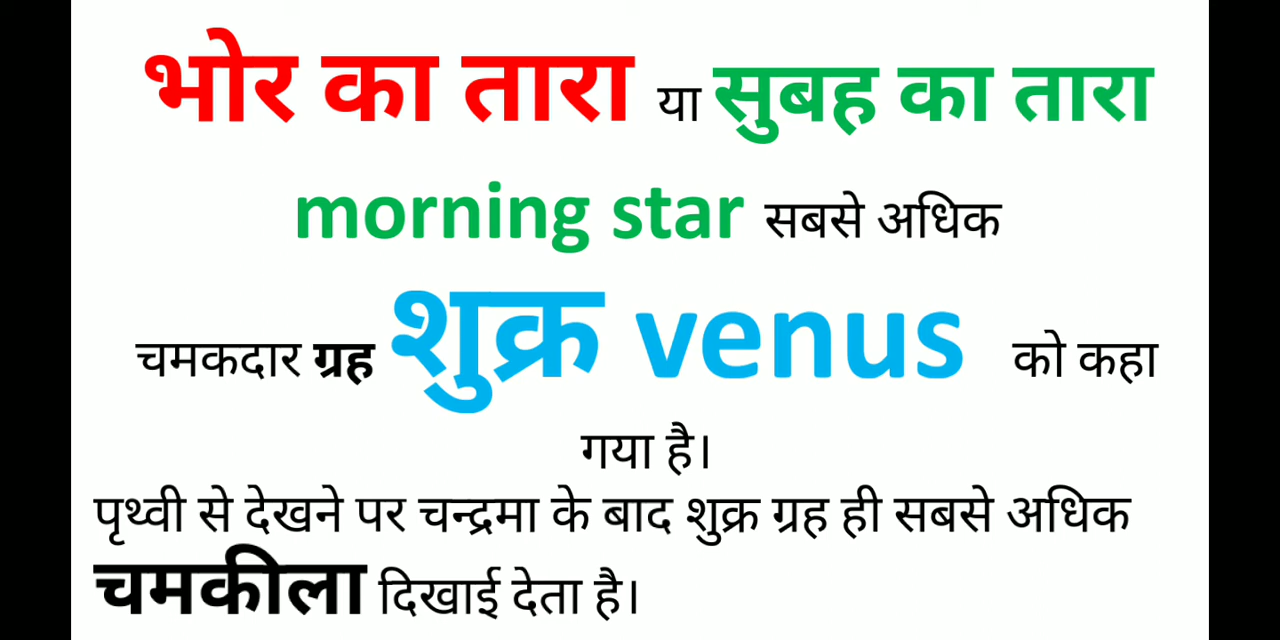 भोर का तारा या सुबह का तारा
morning star सबसे अधिक
चमकदार ग्रह शुक्र venus को कहा
गया है।
पृथ्वी से देखने पर चन्द्रमा के बाद शुक्र ग्रह ही सबसे अधिक
चमकीला दिखाई देता है।